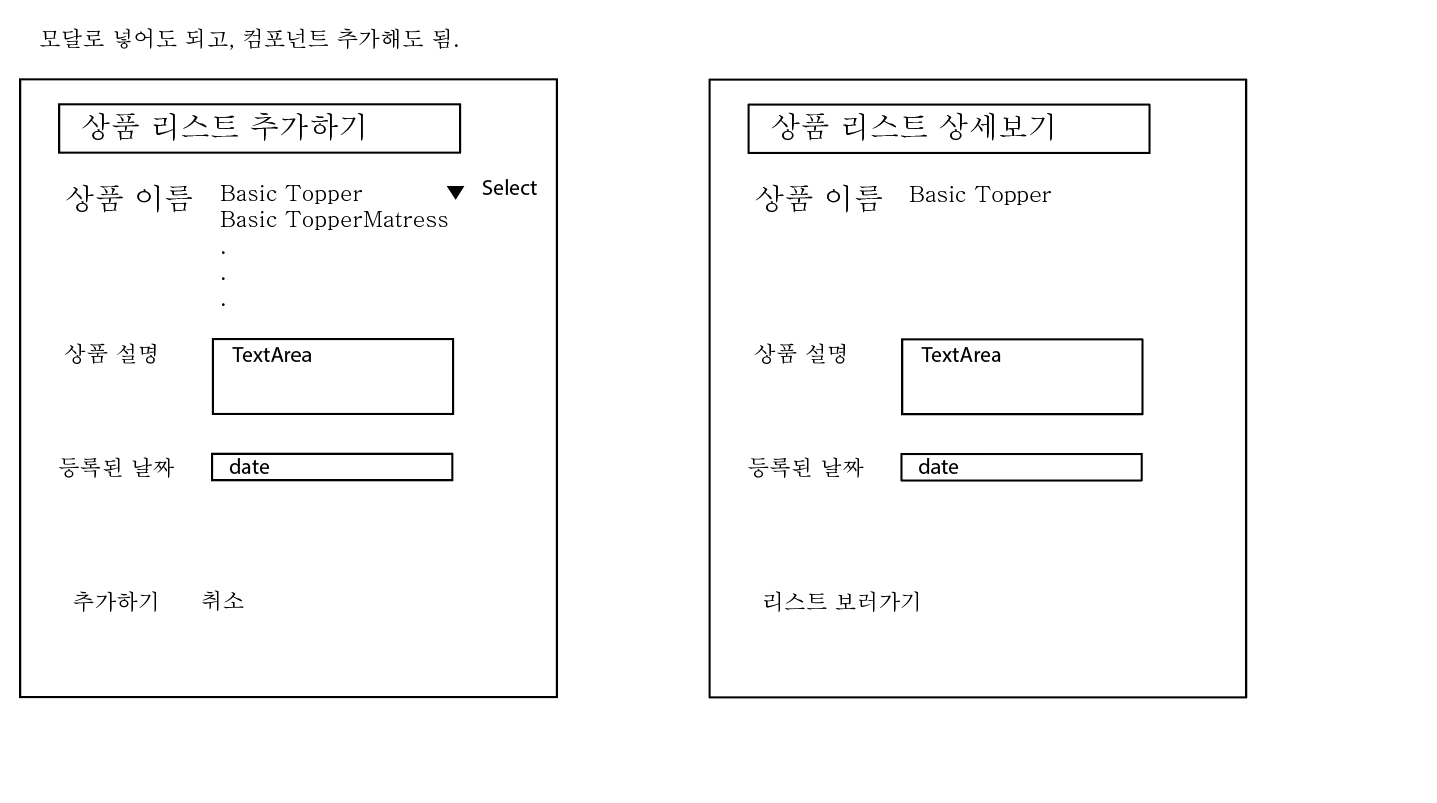 모달로 넣어도 되고, 컴포넌트 추가해도 됨.
상품 리스트 추가하기
상품 이름 Basic Topper ▼ Select
Basic TopperMatress
.
.
.
상품 설명 TextArea
등록된 날짜 date
추가하기 취소
상품 리스트 상세보기
상품 이름 Basic Topper
상품 설명 TextArea
등록된 날짜 date
리스트 보러가기